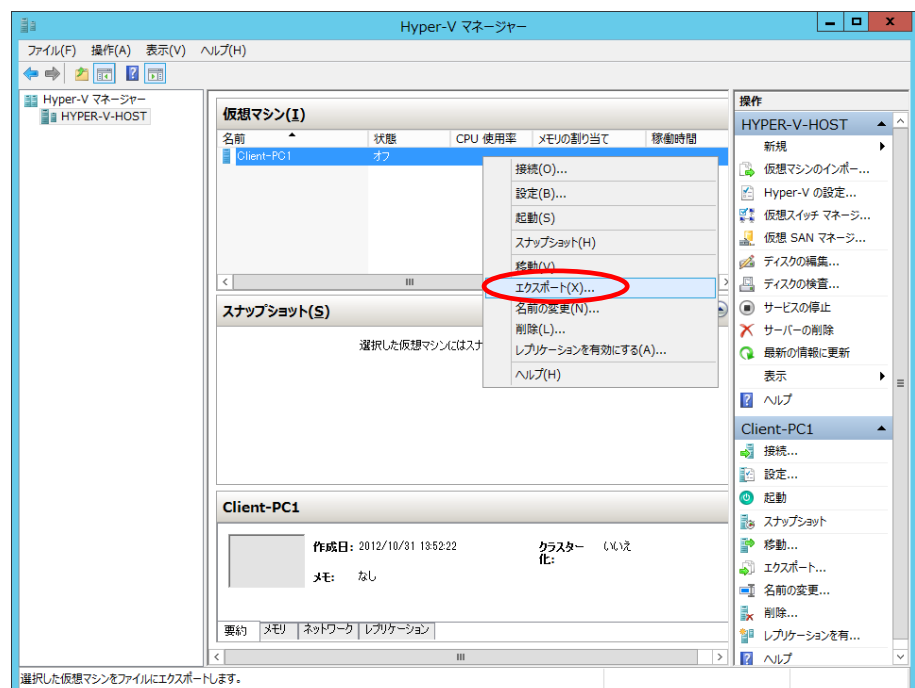 Hyper-V マネージャー
ファイル(F) 操作(A) 表示(V) ヘルプ(H)
Hyper-V マネージャー
HYPER-V-HOST
仮想マシン(I)
名前 状態 CPU 使用率 メモリの割り当て 稼働時間
Client-PC1 オフ
接続(O)...
設定(B)...
起動(S)
スナップショット(H)
移動(V)...
エクスポート(X)...
名前の変更(N)...
削除(L)...
レプリケーションを有効にする(A)...
ヘルプ(H)
スナップショット(S)
選択した仮想マシンにはスナ
Client-PC1
作成日: 2012/10/31 13:52:22
クラスター化: いいえ
メモ: なし
要約 メモリ ネットワーク レプリケーション
操作
HYPER-V-HOST
新規
仮想マシンのインポー...
Hyper-V の設定...
仮想スイッチ マネージ...
仮想 SAN マネージ...
ディスクの編集...
ディスクの検査...
サービスの停止
サーバーの削除
最新の情報に更新
表示
ヘルプ
Client-PC1
接続...
設定...
起動
スナップショット
移動...
エクスポート...
名前の変更...
削除...
レプリケーションを有...
ヘルプ
選択した仮想マシンをファイルにエクスポートします。